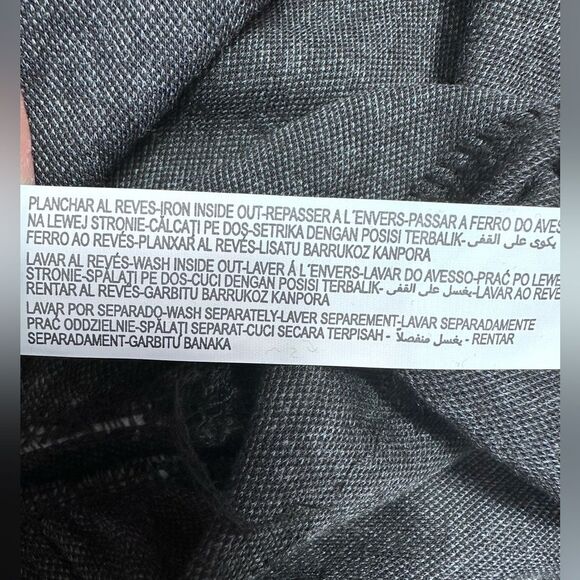 PLANCHAR AL REVES-IRON INSIDE OUT-REPASSER A L´ENVERS-PASSAR A FERRO DO AVES
NA LEWEJ STRONIE-CĂLCAȚI PE DOS-SETRIKA DENGAN POSISI TERBALIK- يكوى على القفى-
FERRO AO REVÉS-PLANXAR AL REVÉS-LISATU BARRUKOZ KANPORA
LAVAR AL REVÉS-WASH INSIDE OUT-LAVER Á L´ENVERS-LAVAR DO AVESSO-PRAĆ PO LEWE
STRONIE-SPĂLAȚI PE DOS-CUCI DENGAN POSISI TERBALIK- يغسل على القفى -LAVAR AO REVÉ
RENTAR AL REVÉS-GARBITU BARRUKOZ KANPORA
LAVAR POR SEPARADO-WASH SEPARATELY-LAVER SEPAREMENT-LAVAR SEPARADAMENTE
PRAĆ ODDZIELNIE-SPĂLAȚI SEPARAT-CUCI SECARA TERPISAH - يغسل منفصلاً - RENTAR
SEPARADAMENT-GARBITU BANAKA